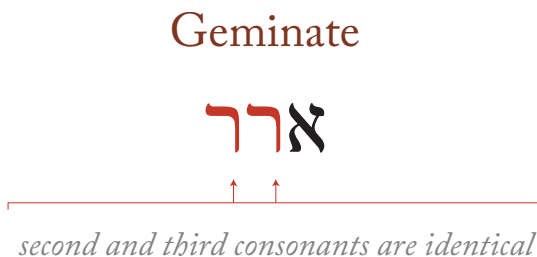 Geminate
ארר
second and third consonants are identical